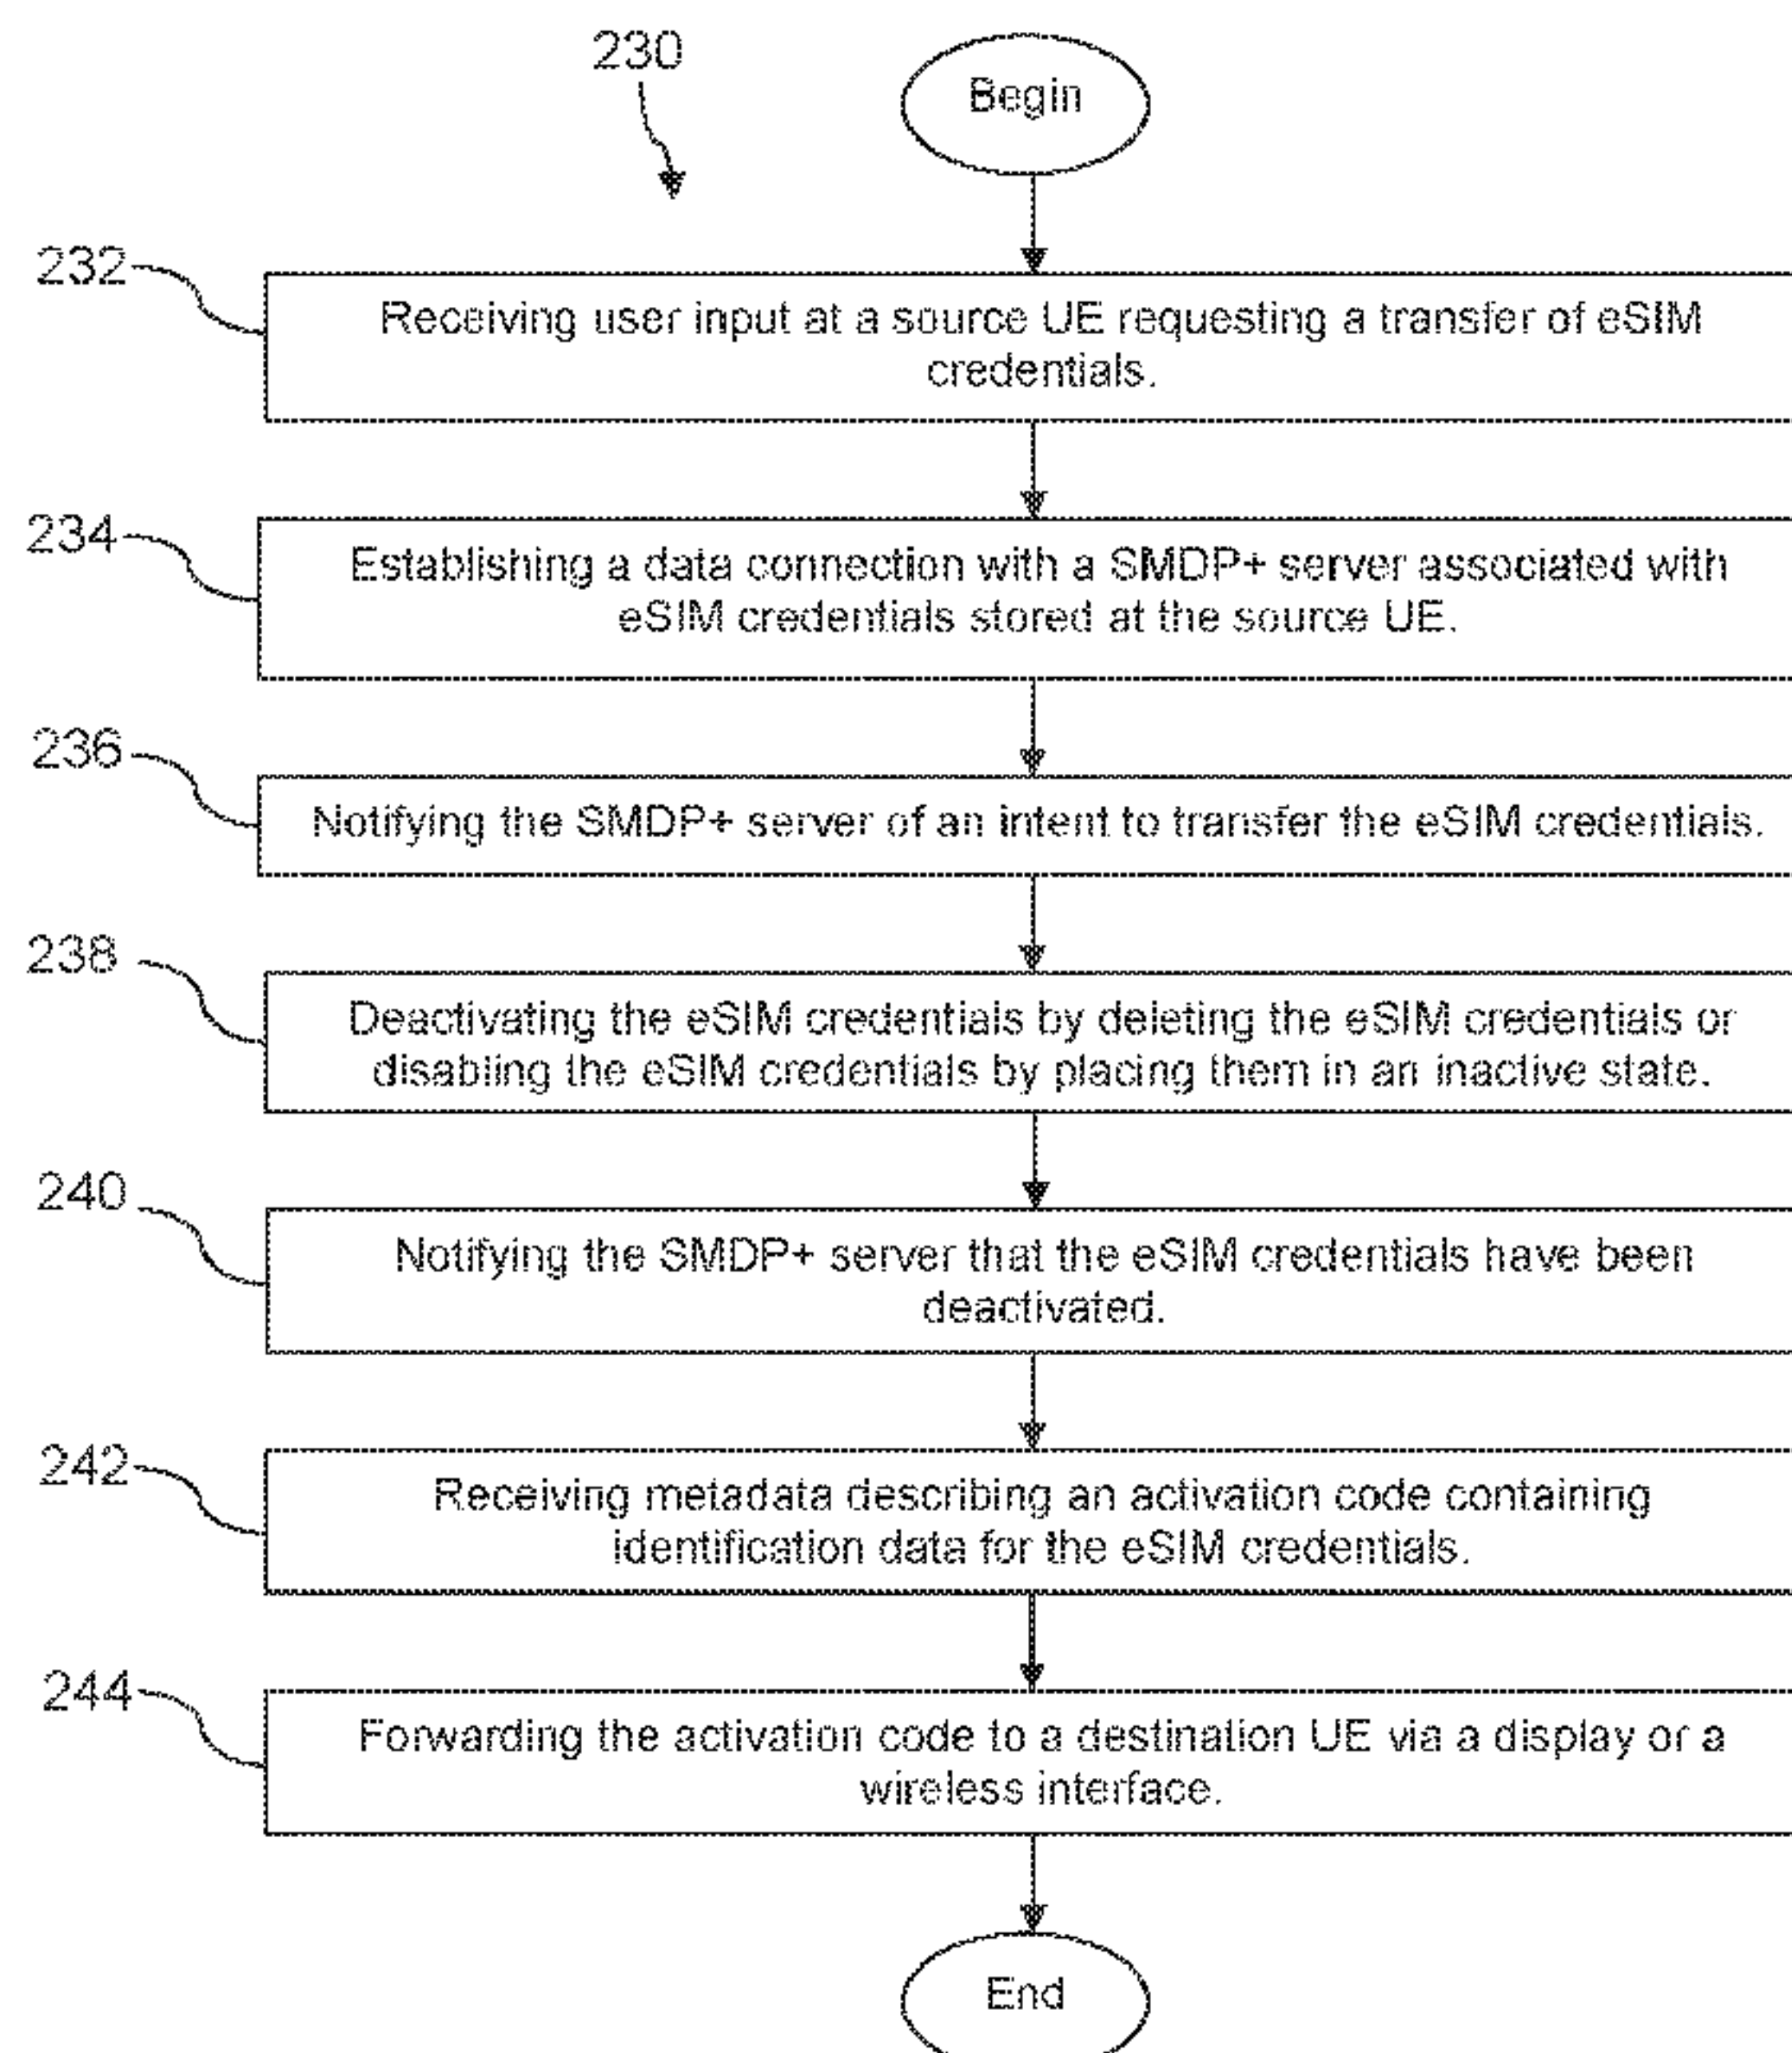 230
Begin
232
Receiving user input at a source UE requesting a transfer of eSIM
credentials.
234
Establishing a data connection with a SMDP+ server associated with
eSIM credentials stored at the source UE.
236
Notifying the SMDP+ server of an intent to transfer the eSIM credentials.
238
Deactivating the eSIM credentials by deleting the eSIM credentials or
disabling the eSIM credentials by placing them in an inactive state.
240
Notifying the SMDP+ server that the eSIM credentials have been
deactivated.
242
Receiving metadata describing an activation code containing
identification data for the eSIM credentials.
244
Forwarding the activation code to a destination UE via a display or a
wireless interface.
End